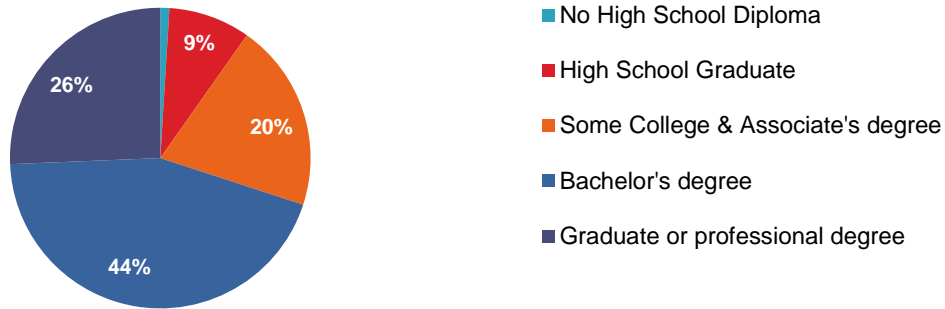 9%
26%
20%
44%
No High School Diploma
High School Graduate
Some College & Associate's degree
Bachelor's degree
Graduate or professional degree